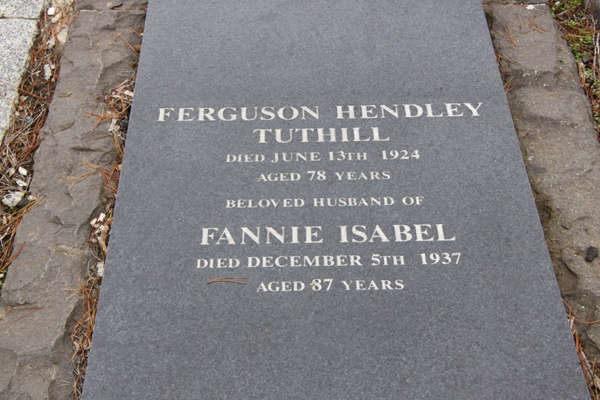 FERGUSON HENDLEY
TUTHILL
DIED JUNE 13TH 1924
AGED 78 YEARS
BELOVED HUSBAND OF
FANNIE ISABEL
DIED DECEMBER 5TH 1937
AGED 87 YEARS